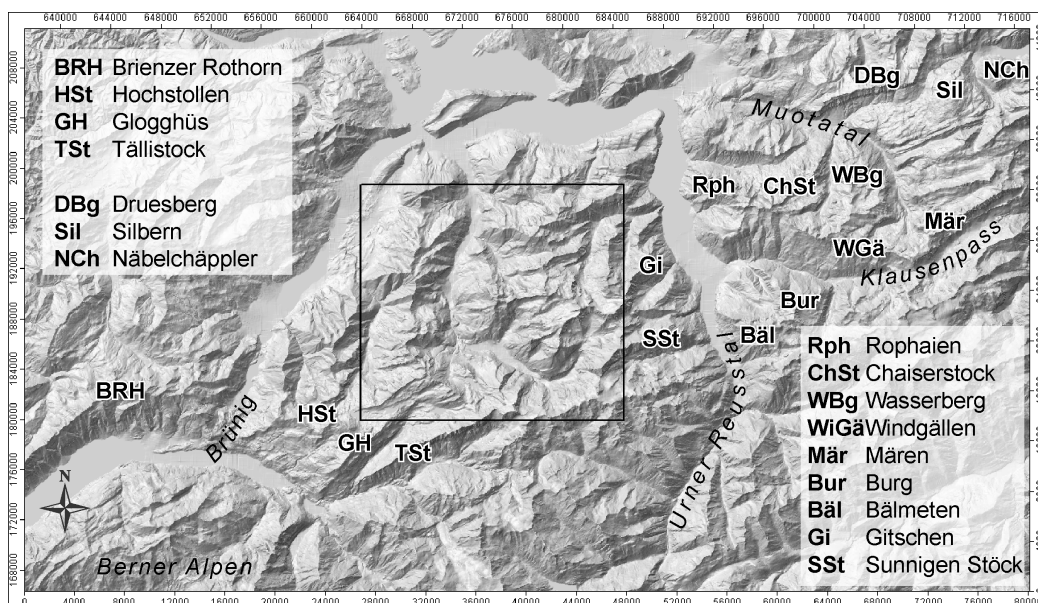 640000 644000 648000 652000 656000 660000 664000 668000 672000 676000 680000 684000 688000 692000 696000 700000 704000 708000 712000 716000
208000
204000
200000
196000
192000
188000
184000
180000
176000
172000
168000
BRH Brienzer Rothorn
HSt Hochstollen
GH Glogghüs
TSt Tällistock
DBg Druesberg
Sil Silbern
NCh Näbelchäppler
DBg
Sil
NCh
Muotatal
Rph
ChSt
WBg
Mär
WGä
Klausenpass
Gi
Bur
SSt
Bäl
BRH
HSt
GH
TSt
Brünig
Urner Reusstal
N
Berner Alpen
Rph Rophaien
ChSt Chaiserstock
WBg Wasserberg
WiGä Windgällen
Mär Mären
Bur Burg
Bäl Bälmeten
Gi Gitschen
SSt Sunnigen Stöck
0 4000 8000 12000 16000 20000 24000 28000 32000 36000 40000 44000 48000 52000 56000 60000 64000 68000 72000 76000